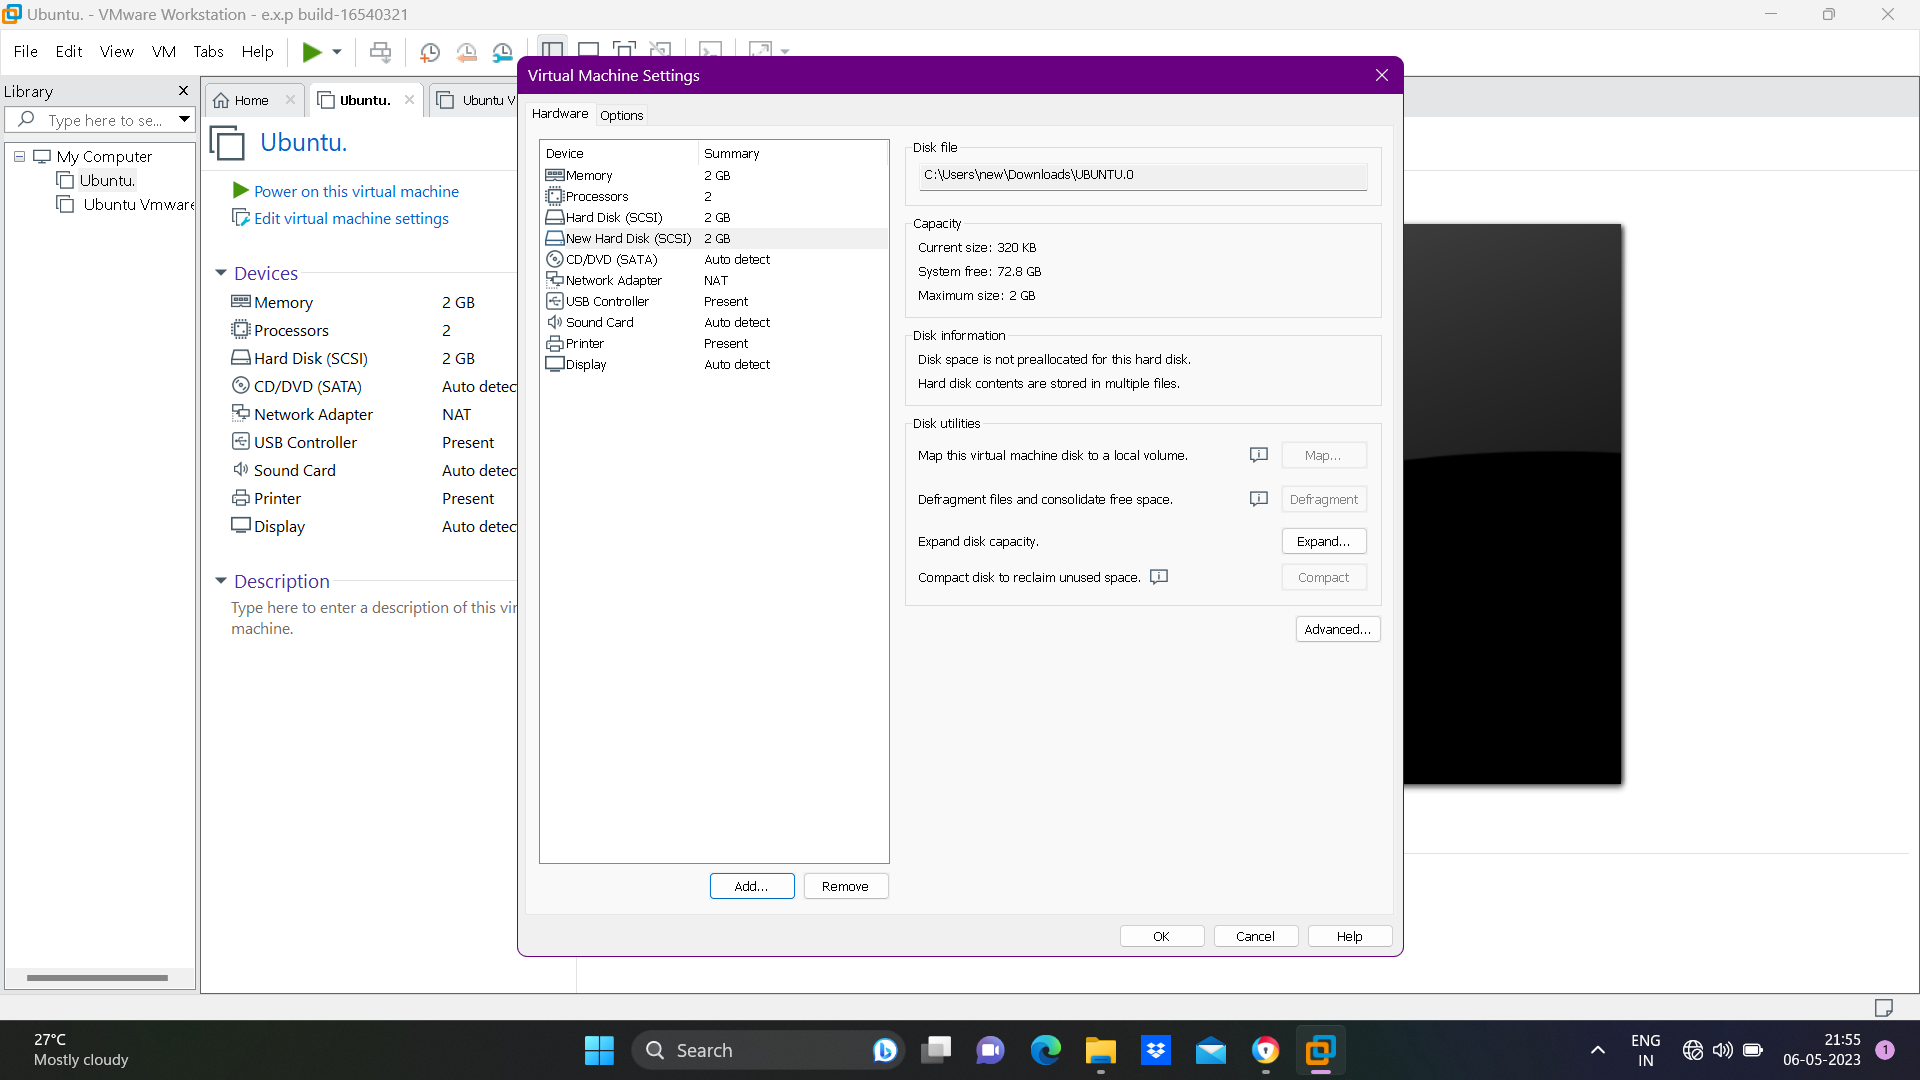 Ubuntu. - VMware Workstation - e.x.p build-16540321
File Edit View VM Tabs Help
Library
Type here to se...
My Computer
Ubuntu.
Ubuntu Vmware
Home
Ubuntu.
Ubuntu V
Ubuntu.
Power on this virtual machine
Edit virtual machine settings
Devices
Memory 2 GB
Processors 2
Hard Disk (SCSI) 2 GB
CD/DVD (SATA) Auto detec
Network Adapter NAT
USB Controller Present
Sound Card Auto detec
Printer Present
Display Auto detec
Description
Type here to enter a description of this vir
machine.
Virtual Machine Settings
Hardware Options
Device Summary
Memory 2 GB
Processors 2
Hard Disk (SCSI) 2 GB
New Hard Disk (SCSI) 2 GB
CD/DVD (SATA) Auto detect
Network Adapter NAT
USB Controller Present
Sound Card Auto detect
Printer Present
Display Auto detect
Add... Remove
Disk file
C:\Users\new\Downloads\UBUNTU.0
Capacity
Current size: 320 KB
System free: 72.8 GB
Maximum size: 2 GB
Disk information
Disk space is not preallocated for this hard disk.
Hard disk contents are stored in multiple files.
Disk utilities
Map this virtual machine disk to a local volume. Map...
Defragment files and consolidate free space. Defragment
Expand disk capacity. Expand...
Compact disk to reclaim unused space. Compact
Advanced...
OK Cancel Help
27°C
Mostly cloudy
Search
ENG
IN
21:55
06-05-2023
1